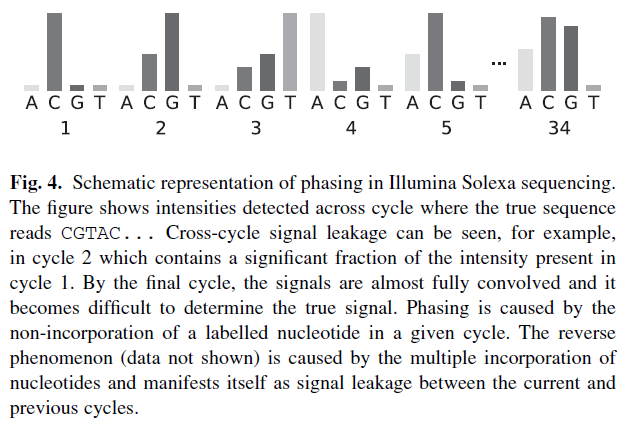 A C G T A C G T A C G T A C G T A C G T ... A C G T
1 2 3 4 5 34
Fig. 4. Schematic representation of phasing in Illumina Solexa sequencing.
The figure shows intensities detected across cycle where the true sequence
reads CGTAC... Cross-cycle signal leakage can be seen, for example,
in cycle 2 which contains a significant fraction of the intensity present in
cycle 1. By the final cycle, the signals are almost fully convolved and it
becomes difficult to determine the true signal. Phasing is caused by the
non-incorporation of a labelled nucleotide in a given cycle. The reverse
phenomenon (data not shown) is caused by the multiple incorporation of
nucleotides and manifests itself as signal leakage between the current and
previous cycles.